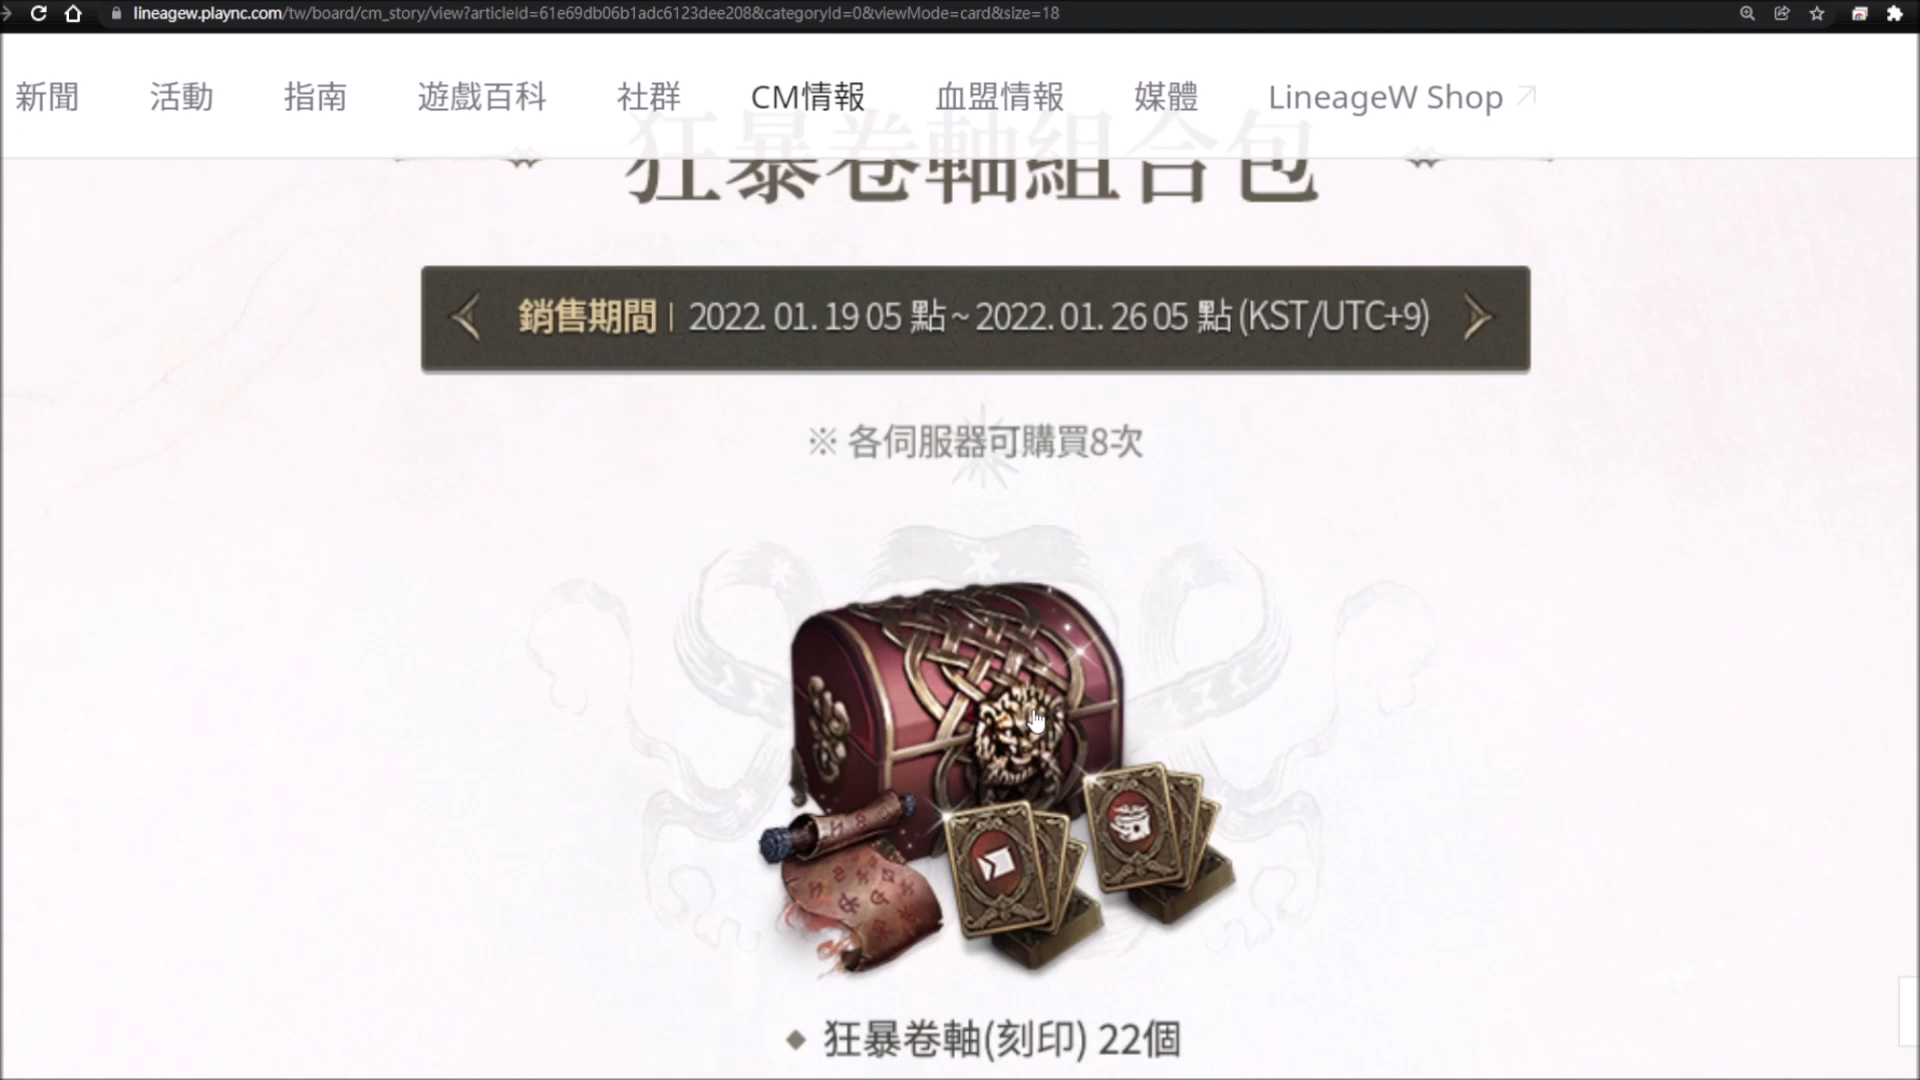 lineagew.plaync.com/tw/board/cm_story/view?articleId=61e69db06b1adc6123dee208&categoryId=0&viewMode=card&size=18
新聞 活動 指南 遊戲百科 社群 CM情報 血盟情報 媒體 LineageW Shop
狂暴卷軸組合包
銷售期間 | 2022. 01. 19 05 點 ~ 2022. 01. 26 05 點 (KST/UTC+9)
※ 各伺服器可購買8次
◆ 狂暴卷軸(刻印) 22個